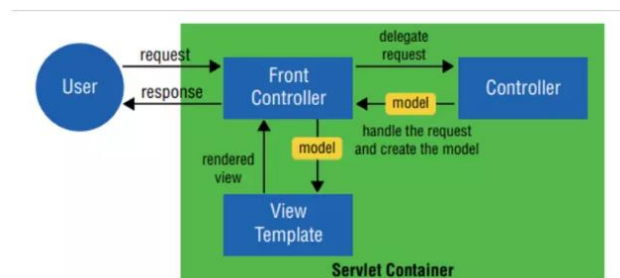 request
response
User
Front
Controller
delegate
request
Controller
model
handle the request
and create the model
model
rendered
view
View
Template
Servlet Container